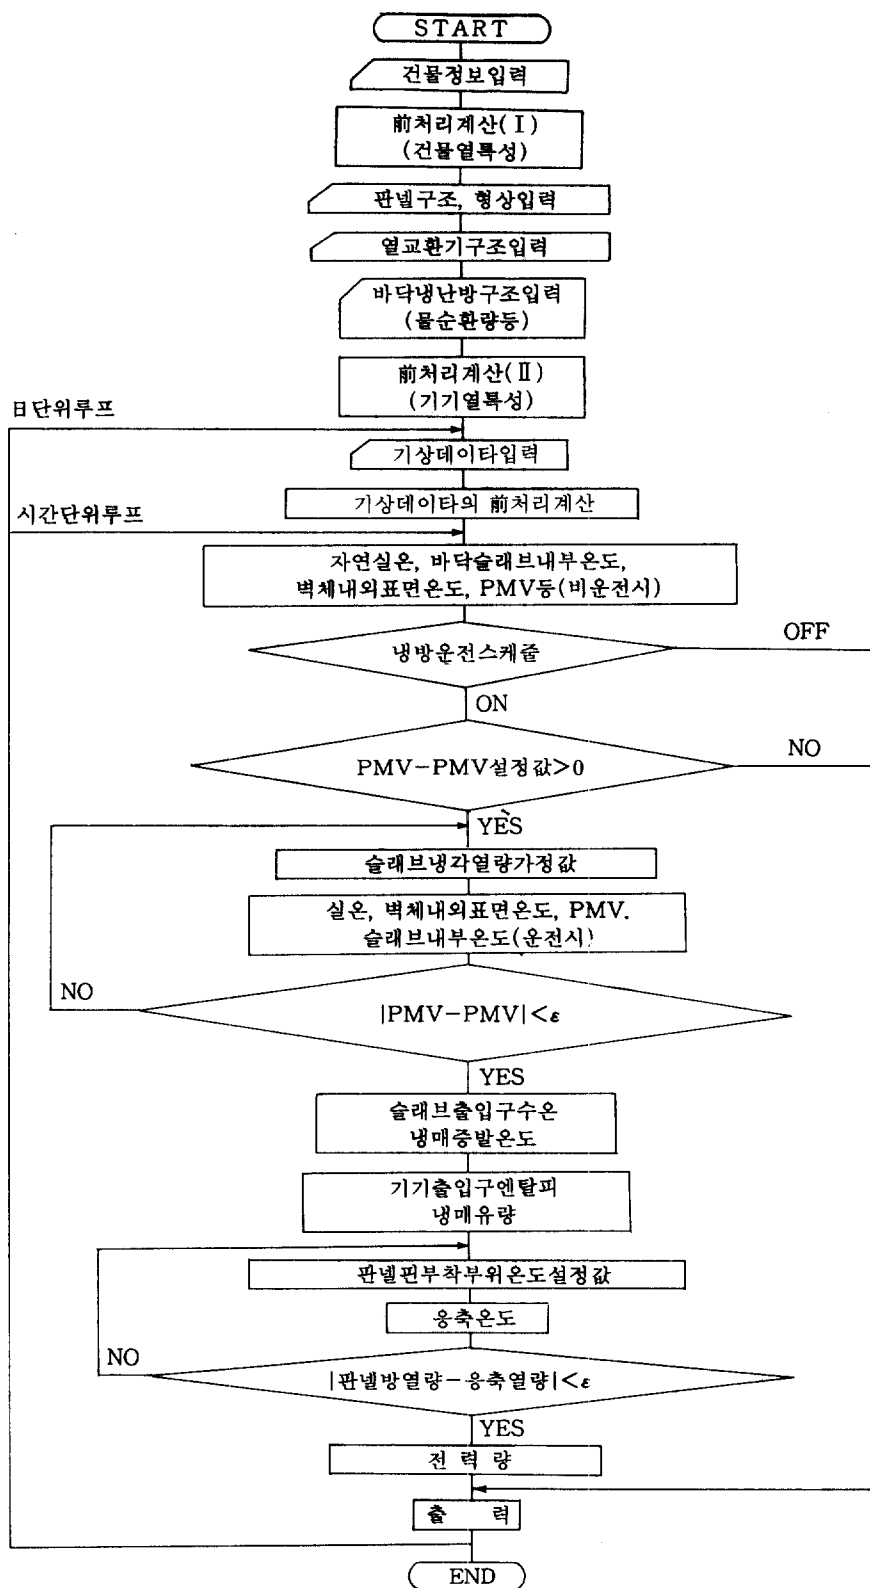 START
건물정보입력
前처리계산(Ⅰ)
(건물열특성)
판넬구조, 형상입력
열교환기구조입력
바닥냉난방구조입력
(물순환량등)
前처리계산(Ⅱ)
(기기열특성)
日단위루프
기상데이타입력
기상데이타의 前처리계산
시간단위루프
자연실온, 바닥슬래브내부온도,
벽체내외표면온도, PMV등(비운전시)
냉방운전스케줄
OFF
ON
PMV-PMV설정값>0
NO
YES
슬래브냉각열량가정값
실온, 벽체내외표면온도, PMV.
슬래브내부온도(운전시)
NO
|PMV-PMV|<ε
YES
슬래브출입구수온
냉매증발온도
기기출입구엔탈피
냉매유량
판넬핀부착부위온도설정값
응축온도
NO
|판넬방열량-응축열량|<ε
YES
전 력 량
출 력
END